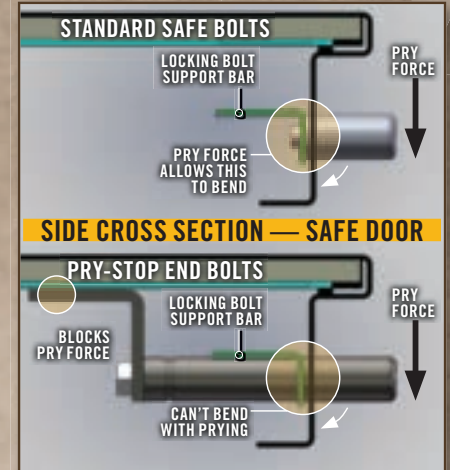 STANDARD SAFE BOLTS
LOCKING BOLT
SUPPORT BAR
PRY
FORCE
PRY FORCE
ALLOWS THIS
TO BEND
SIDE CROSS SECTION — SAFE DOOR
PRY-STOP END BOLTS
LOCKING BOLT
SUPPORT BAR
PRY
FORCE
BLOCKS
PRY FORCE
CAN'T BEND
WITH PRYING